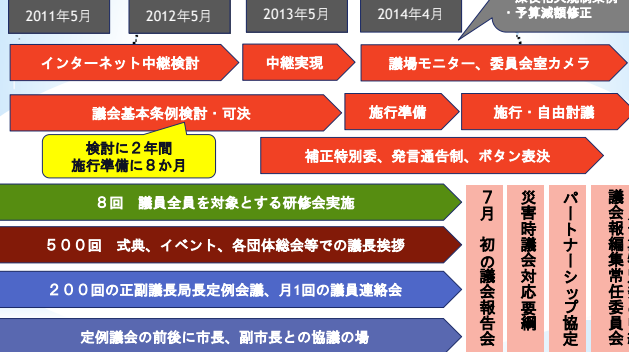 2011年5月
2012年5月
2013年5月
2014年4月
・予算減額修正
インターネット中継検討
中継実現
議場モニター、委員会室カメラ
議会基本条例検討・可決
施行準備
施行・自由討議
検討に２年間
施行準備に８か月
補正特別委、発言通告制、ボタン表決
８回　議員全員を対象とする研修会実施
５００回　式典、イベント、各団体総会等での議長挨拶
２００回の正副議長局長定例会議、月1回の議員連絡会
定例議会の前後に市長、副市長との協議の場
７月　初の議会報告会
災害時議会対応要綱
パートナーシップ協定
議会報編集常任委員会